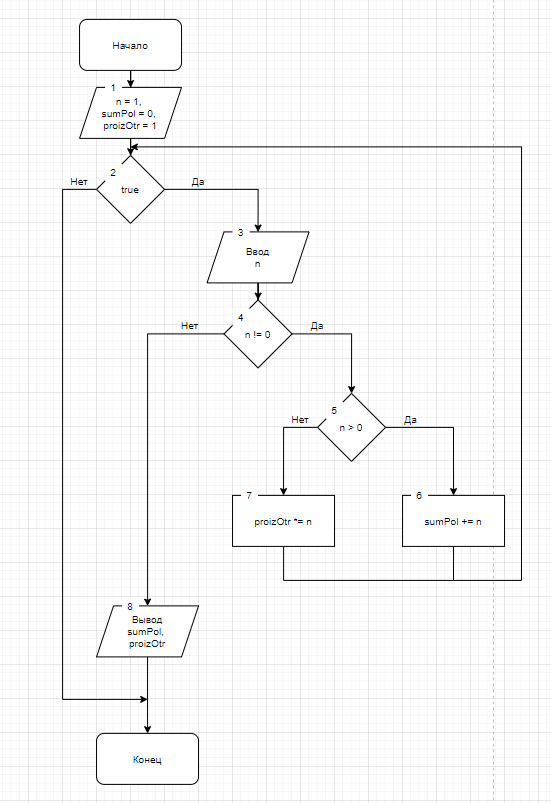 Начало
1
n = 1,
sumPol = 0,
proizOtr = 1
2
Нет
true
Да
3
Ввод
n
4
Нет
n != 0
Да
5
Нет
n > 0
Да
7
proizOtr *= n
6
sumPol += n
8
Вывод
sumPol,
proizOtr
Конец